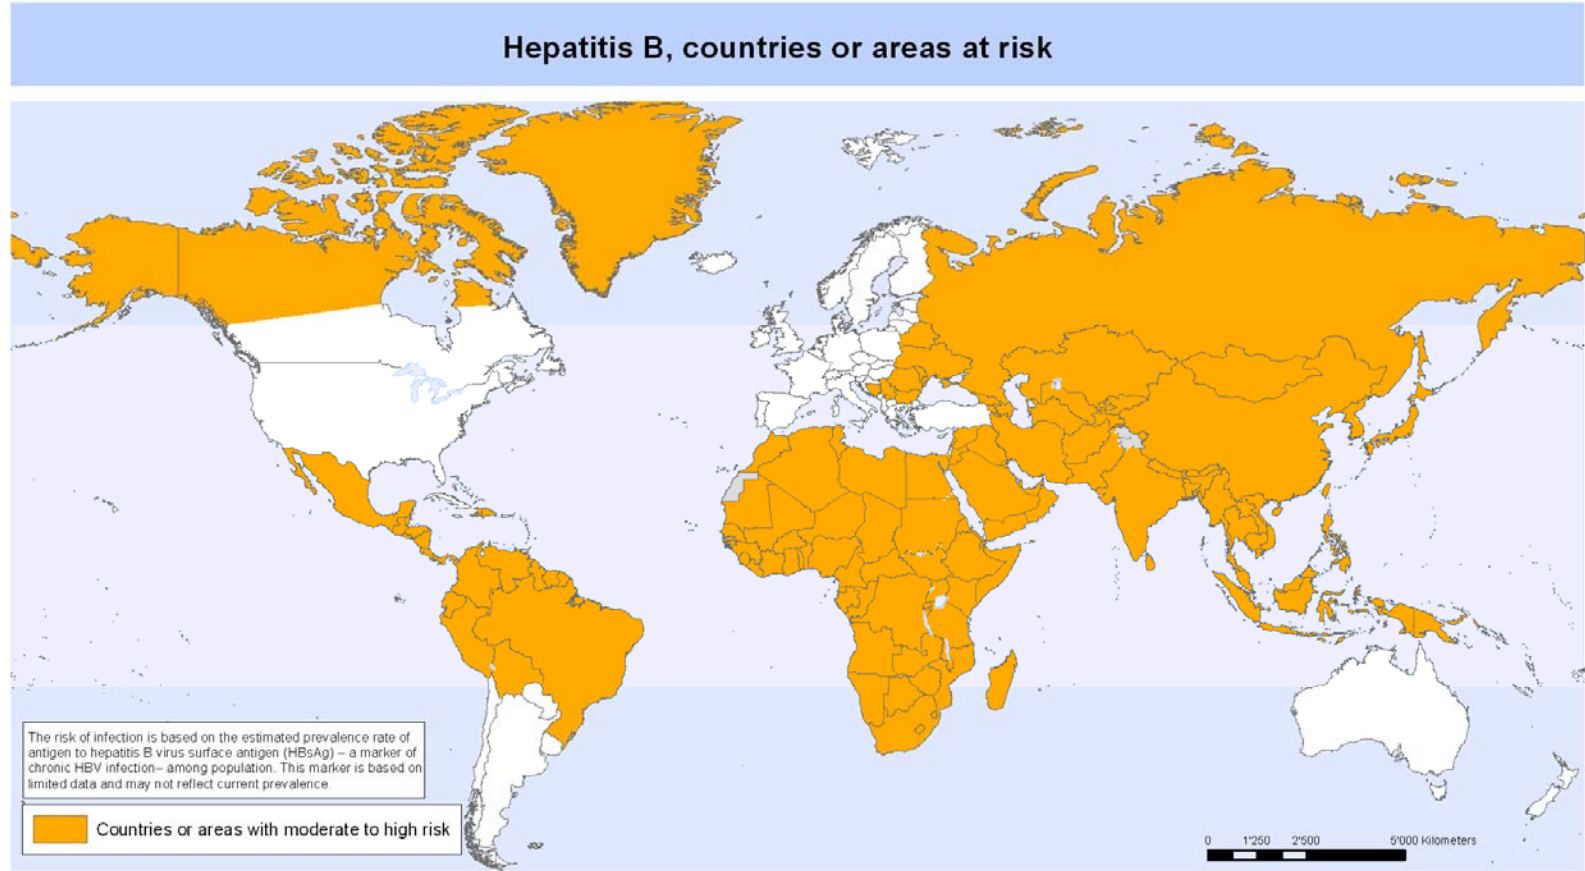 Hepatitis B, countries or areas at risk
The risk of infection is based on the estimated prevalence rate of
antigen to hepatitis B virus surface antigen (HBsAg) – a marker of
chronic HBV infection– among population. This marker is based on
limited data and may not reflect current prevalence.
Countries or areas with moderate to high risk
0 1'250 2'500 5'000 Kilometers